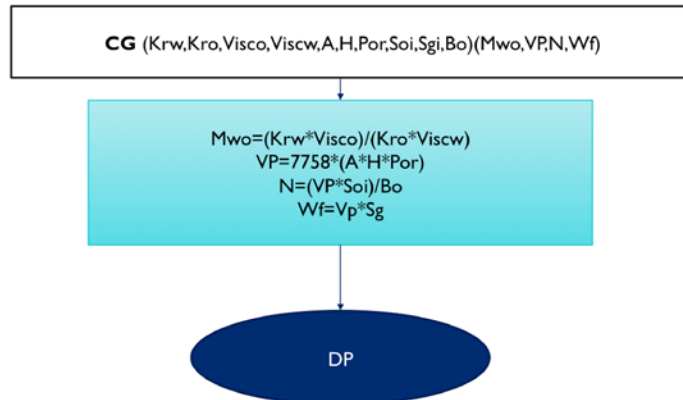 CG (Krw,Kro,Visco,Viscw,A,H,Por,Soi,Sgi,Bo)(Mwo,VP,N,Wf)
Mwo=(Krw*Visco)/(Kro*Viscw)
VP=7758*(A*H*Por)
N=(VP*Soi)/Bo
Wf=Vp*Sg
DP